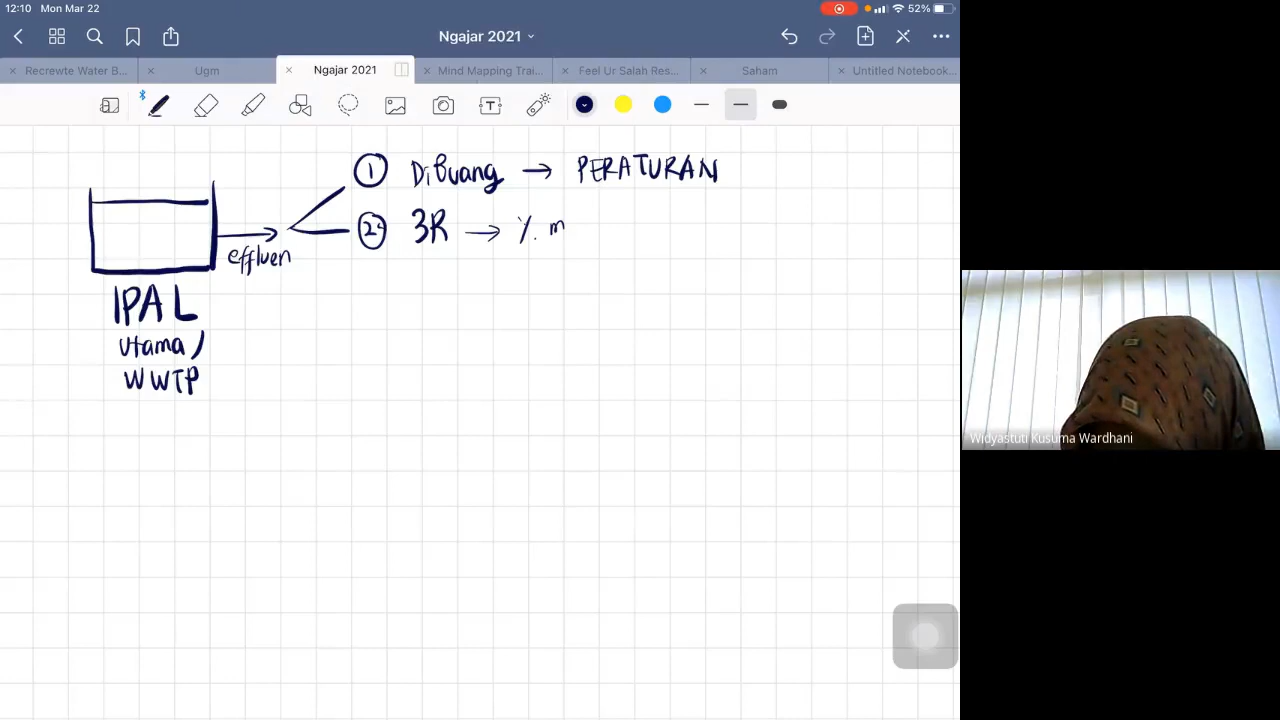 12:10 Mon Mar 22
52%
Ngajar 2021
Recrewte Water B...
Ugm
Ngajar 2021
Mind Mapping Trai...
Feel Ur Salah Res...
Saham
Untitled Notebook...
① DiBuang → PERATURAN
② 3R → % m
effluen
IPAL
Utama /
WWTP
Widyastuti Kusuma Wardhani